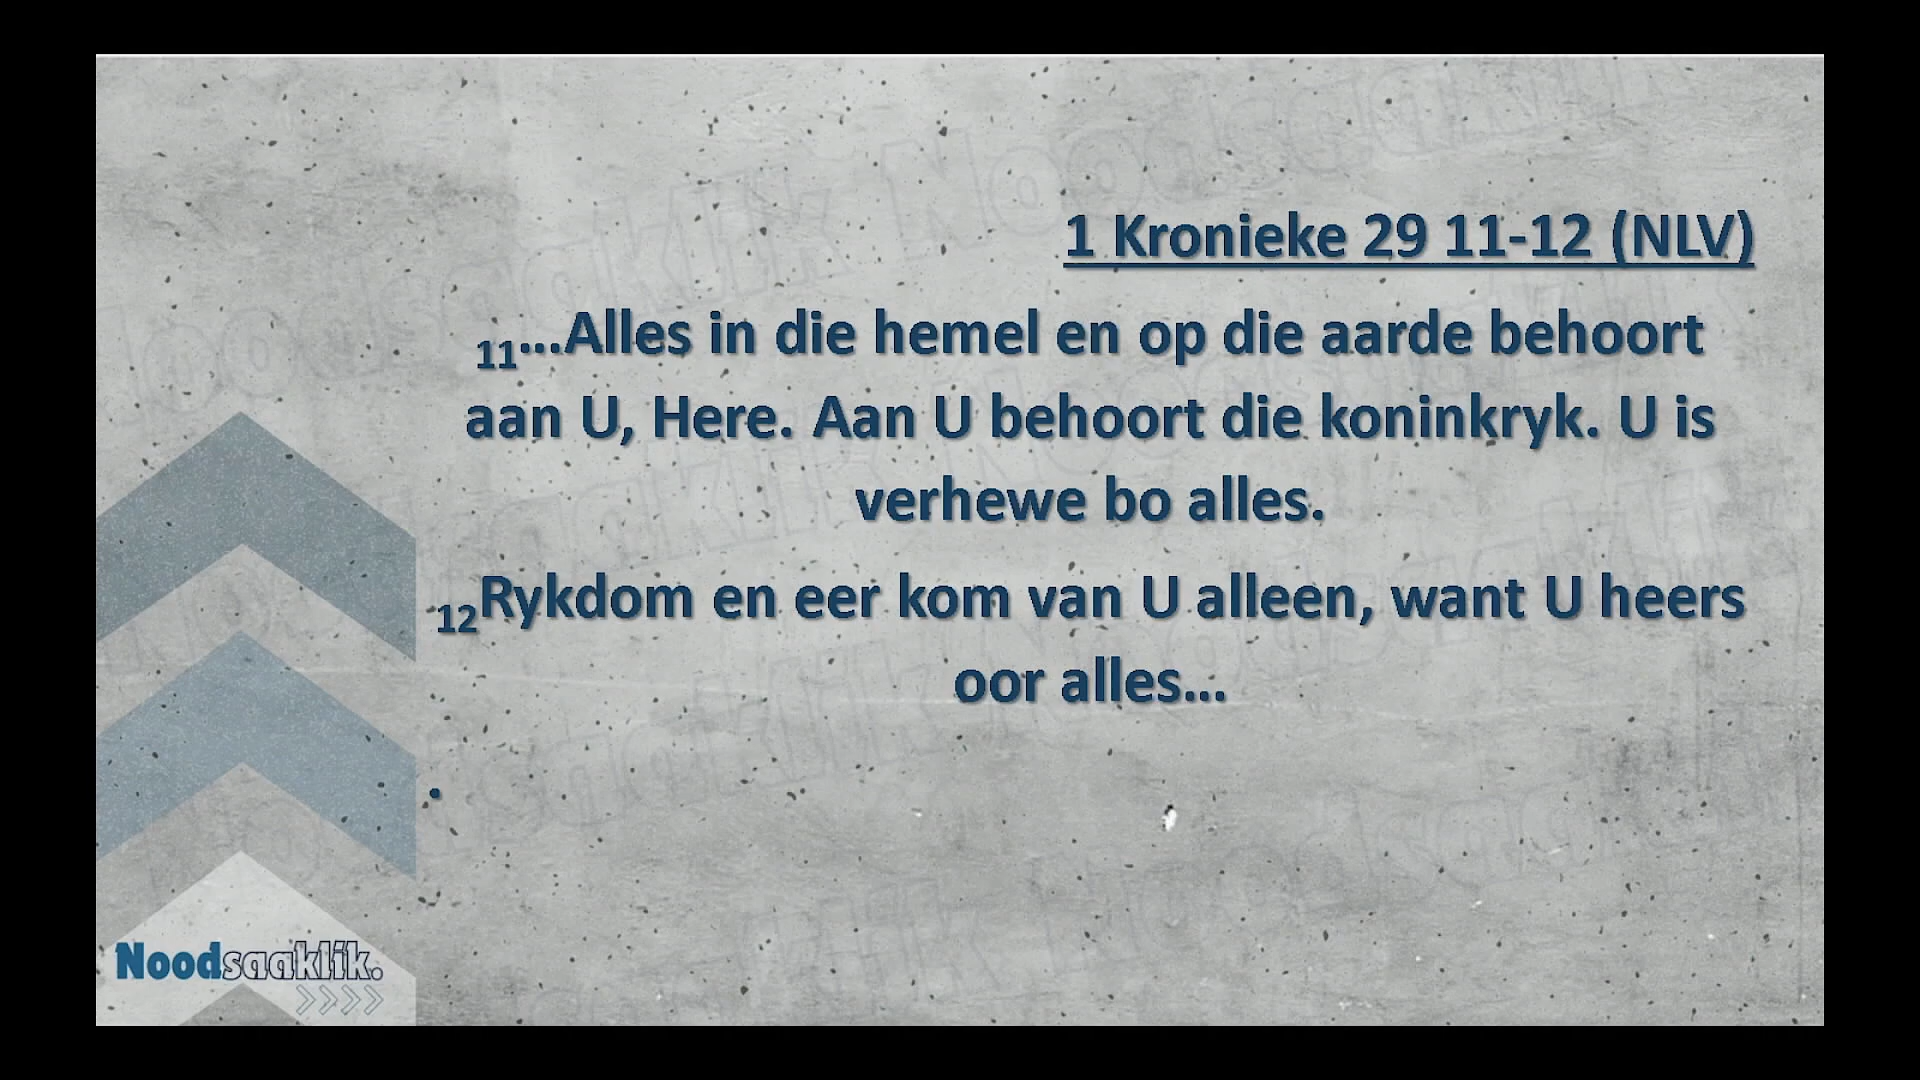 1 Kronieke 29 11-12 (NLV)
11...Alles in die hemel en op die aarde behoort
aan U, Here. Aan U behoort die koninkryk. U is
verhewe bo alles.
12Rykdom en eer kom van U alleen, want U heers
oor alles...
.
Noodsaaklik.
>>>>